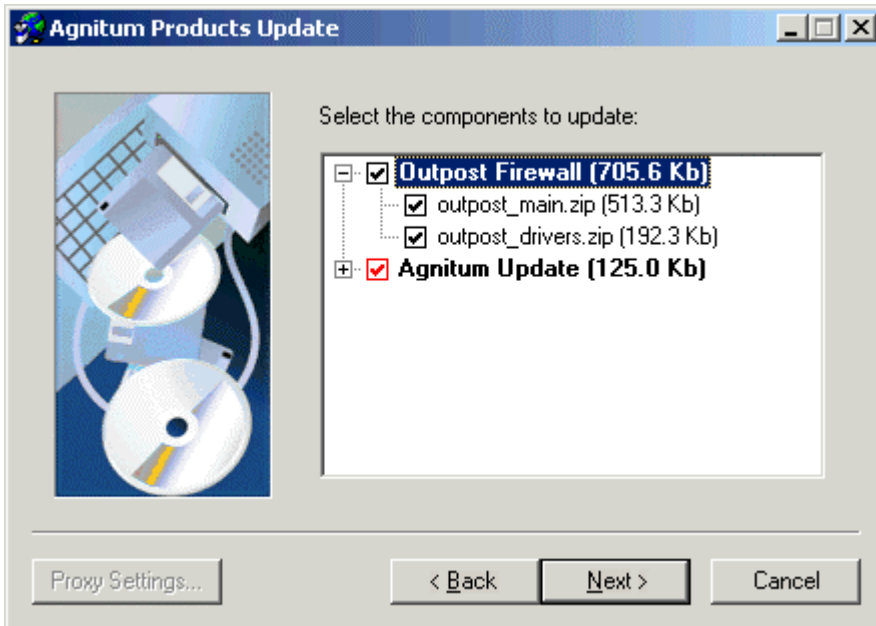 Agnitum Products Update
Select the components to update:
Outpost Firewall (705.6 Kb)
outpost_main.zip (513.3 Kb)
outpost_drivers.zip (192.3 Kb)
Agnitum Update (125.0 Kb)
Proxy Settings...
< Back
Next >
Cancel